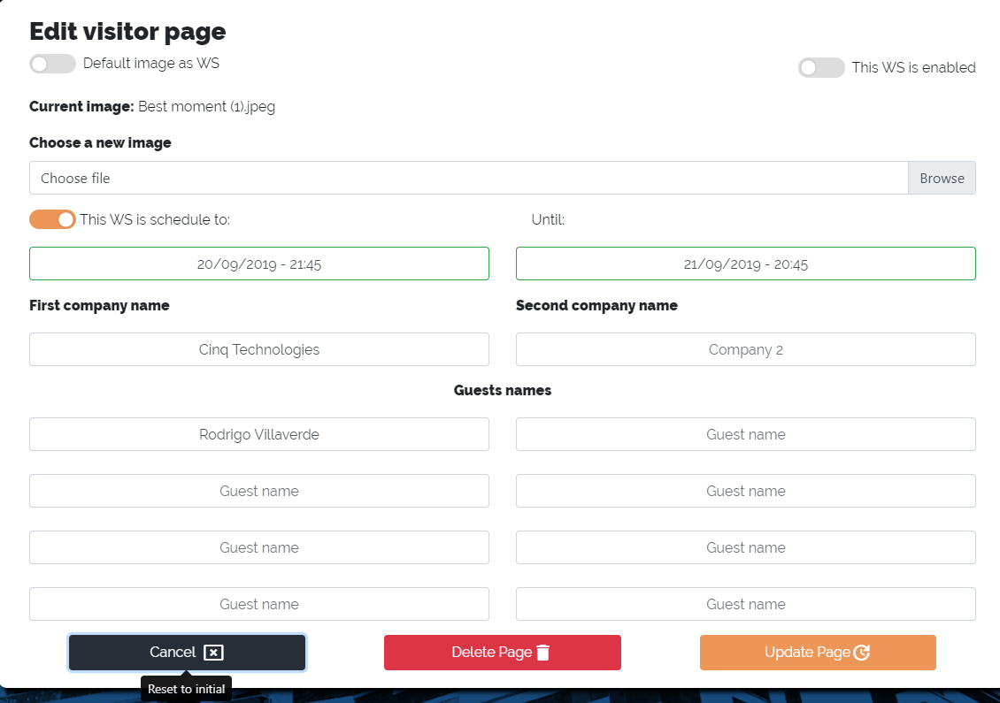 Edit visitor page
Default image as WS
This WS is enabled
Current image: Best moment (1).jpeg
Choose a new image
Choose file
Browse
This WS is schedule to:
Until:
20/09/2019 - 21:45
21/09/2019 - 20:45
First company name
Second company name
Cinq Technologies
Company 2
Guests names
Rodrigo Villaverde
Guest name
Guest name
Guest name
Guest name
Guest name
Guest name
Guest name
Cancel
Delete Page
Update Page
Reset to initial